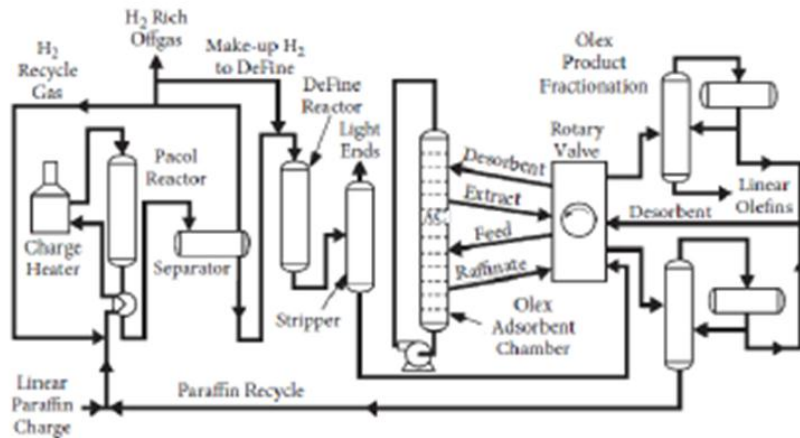 H2 Rich
Offgas
H2
Recycle
Gas
Make-up H2
to DeFine
DeFine
Reactor
Light
Ends
Olex
Product
Fractionation
Rotary
Valve
Pacol
Reactor
Desorbent
Extract
Feed
Raffinate
Linear
Olefins
Desorbent
Charge
Heater
Separator
Stripper
Olex
Adsorbent
Chamber
Linear
Paraffin
Charge
Paraffin Recycle